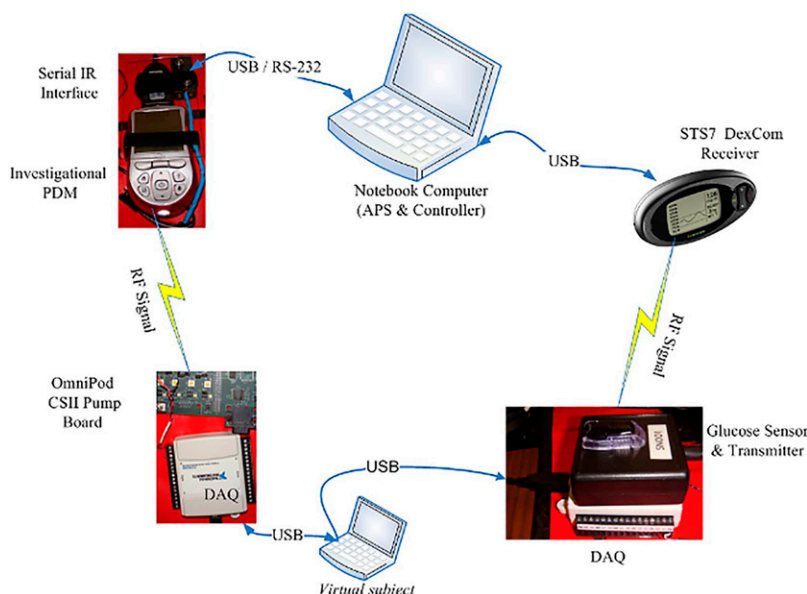 Serial IR
Interface
USB / RS-232
STS7 DexCom
Receiver
Investigational
PDM
USB
Notebook Computer
(APS & Controller)
RF Signal
RF Signal
OmniPod
CSII Pump
Board
Glucose Sensor
& Transmitter
SN001
DAQ
USB
USB
DAQ
Virtual subject